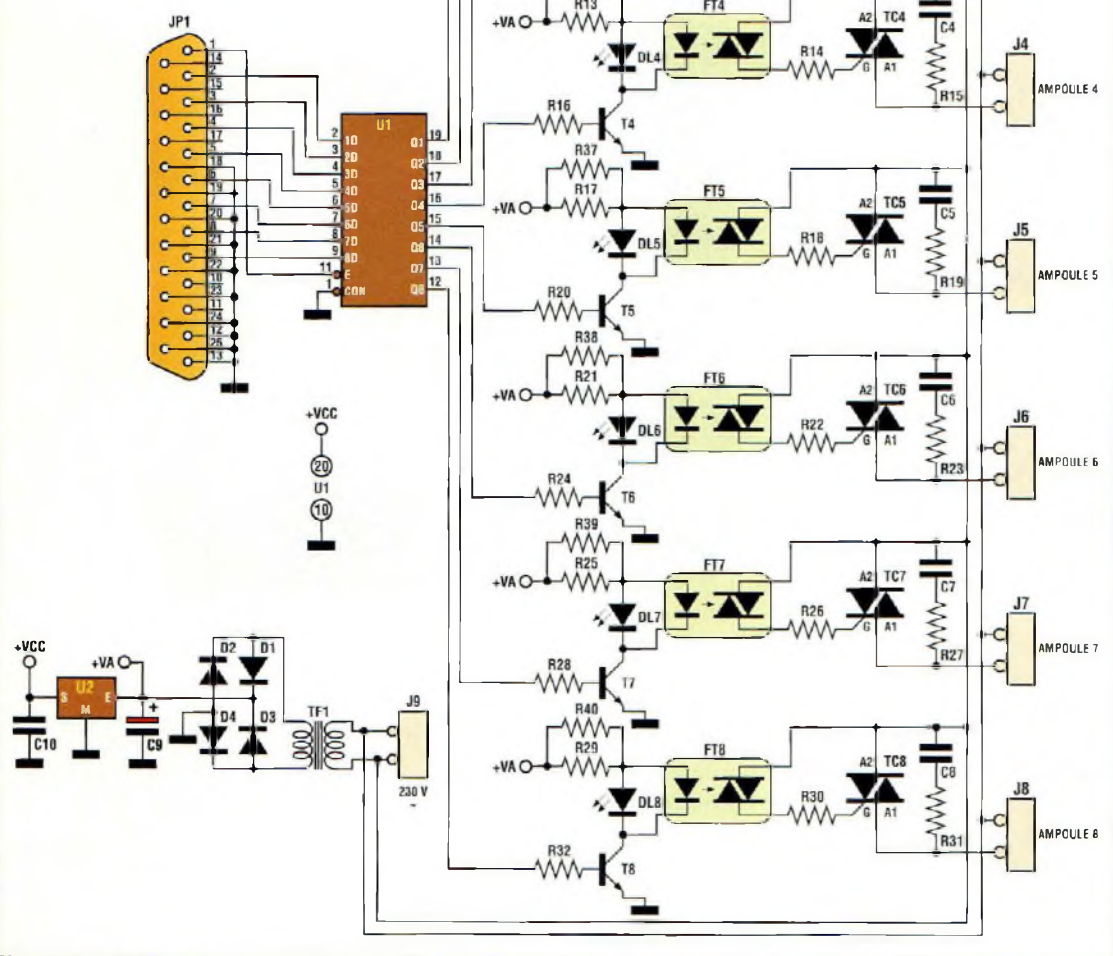 JP1
1
14
2
15
3
16
4
17
5
18
6
19
7
20
8
21
9
22
10
23
11
24
12
25
13
U1
2 1D Q1 19
3 2D Q2 18
4 3D Q3 17
5 4D Q4 16
6 5D Q5 15
7 6D Q6 14
8 7D Q7 13
9 8D Q8 12
11 E
1 CON
+VCC
20
U1
10
+VCC
+VA
U2
S E
M
C10
+
C9
D2 D1
D4 D3
TF1
J9
230 V
~
R13
+VA
DL4
FT4
R14
A2 TC4
G A1
C4
R15
J4
AMPOULE 4
R16
T4
R37
R17
+VA
DL5
FT5
R18
A2 TC5
G A1
C5
R19
J5
AMPOULE 5
R20
T5
R38
R21
+VA
DL6
FT6
R22
A2 TC6
G A1
C6
R23
J6
AMPOULE 6
R24
T6
R39
R25
+VA
DL7
FT7
R26
A2 TC7
G A1
C7
R27
J7
AMPOULE 7
R28
T7
R40
R29
+VA
DL8
FT8
R30
A2 TC8
G A1
C8
R31
J8
AMPOULE 8
R32
T8